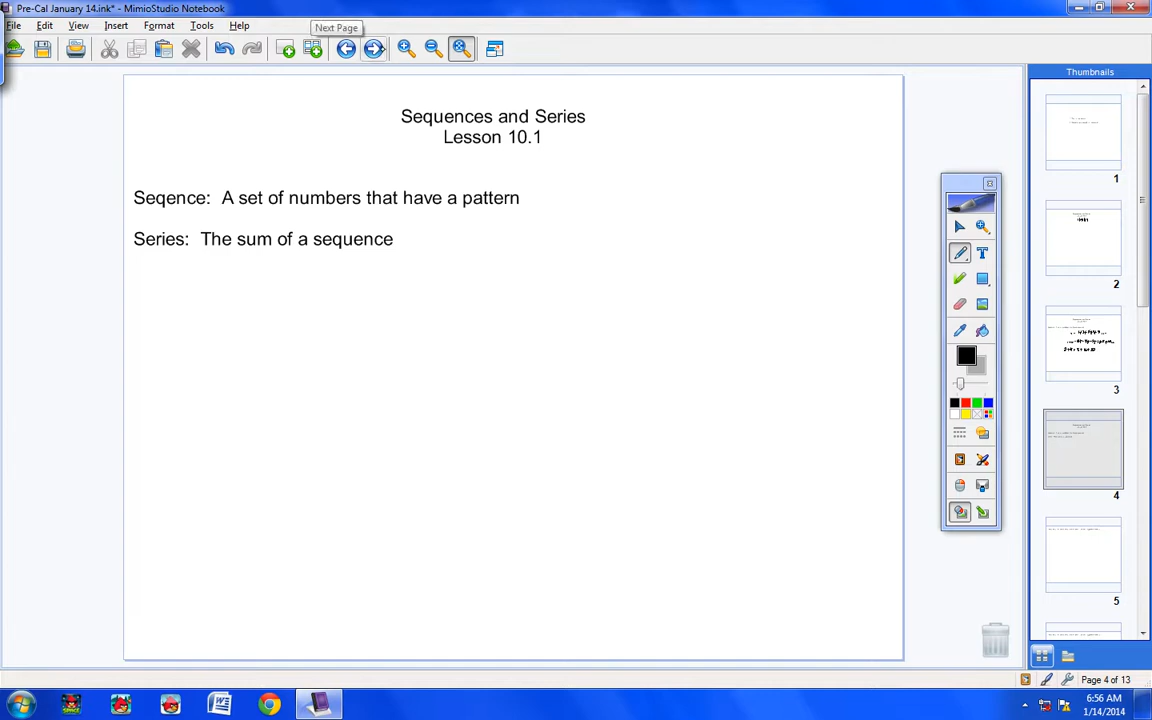 Pre-Cal January 14.ink* - MimioStudio Notebook
File Edit View Insert Format Tools Help
Next Page
Thumbnails
Sequences and Series
Lesson 10.1
Seqence: A set of numbers that have a pattern
Series: The sum of a sequence
1
2
3
4
5
Page 4 of 13
6:56 AM
1/14/2014